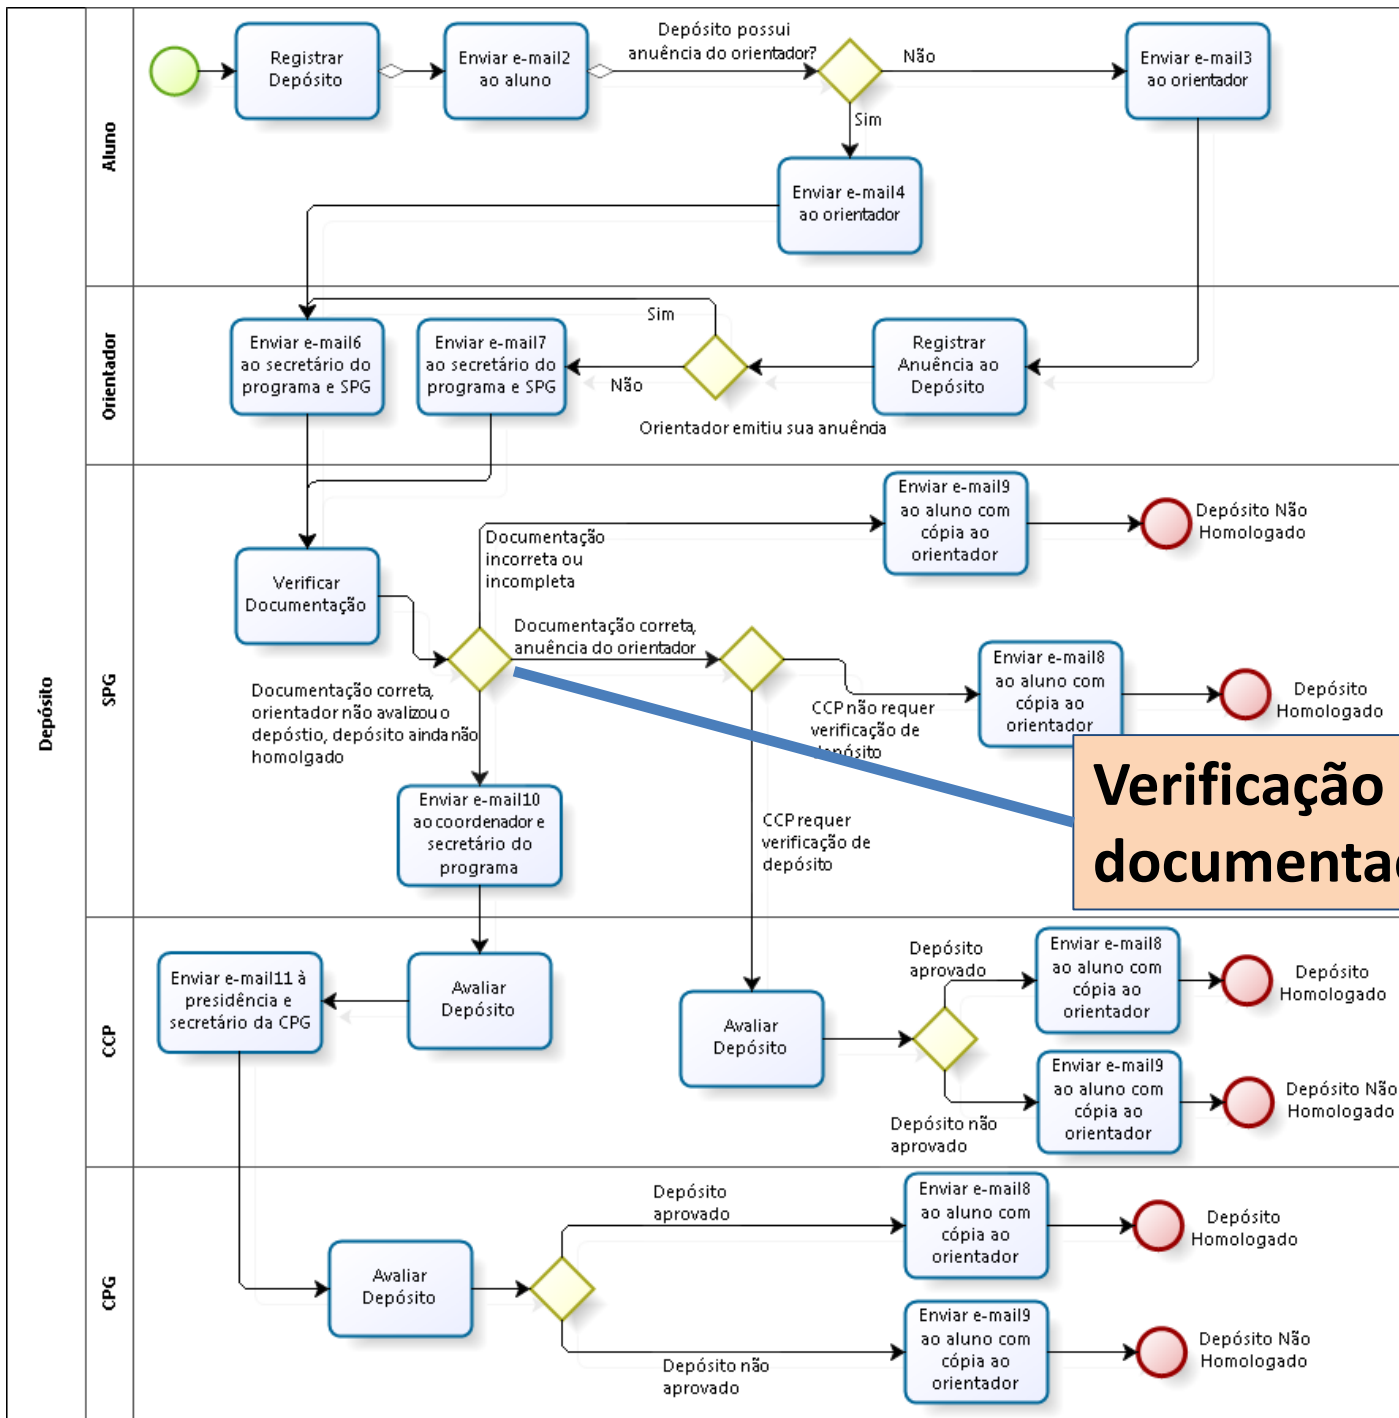 Depósito
Aluno
Registrar
Depósito
Enviar e-mail2
ao aluno
Depósito possui
anuência do orientador?
Não
Enviar e-mail3
ao orientador
Sim
Enviar e-mail4
ao orientador
Orientador
Enviar e-mail6
ao secretário do
programa e SPG
Enviar e-mail7
ao secretário do
programa e SPG
Sim
Não
Orientador emitiu sua anuência
Registrar
Anuência ao
Depósito
SPG
Verificar
Documentação
Documentação
incorreta ou
incompleta
Enviar e-mail9
ao aluno com
cópia ao
orientador
Depósito Não
Homologado
Documentação correta,
anuência do orientador
Documentação correta,
orientador não avalizou o
depóstio, depósito ainda não
homolgado
CCP não requer
verificação de
depósito
Enviar e-mail8
ao aluno com
cópia ao
orientador
Depósito
Homologado
Verificação
Enviar e-mail10
ao coordenador e
secretário do
programa
CCP requer
verificação de
depósito
CCP
Enviar e-mail11 à
presidência e
secretário da CPG
Avaliar
Depósito
Avaliar
Depósito
Depósito
aprovado
Enviar e-mail8
ao aluno com
cópia ao
orientador
Depósito
Homologado
Depósito não
aprovado
Enviar e-mail9
ao aluno com
cópia ao
orientador
Depósito Não
Homologado
CPG
Avaliar
Depósito
Depósito
aprovado
Enviar e-mail8
ao aluno com
cópia ao
orientador
Depósito
Homologado
Depósito não
aprovado
Enviar e-mail9
ao aluno com
cópia ao
orientador
Depósito Não
Homologado